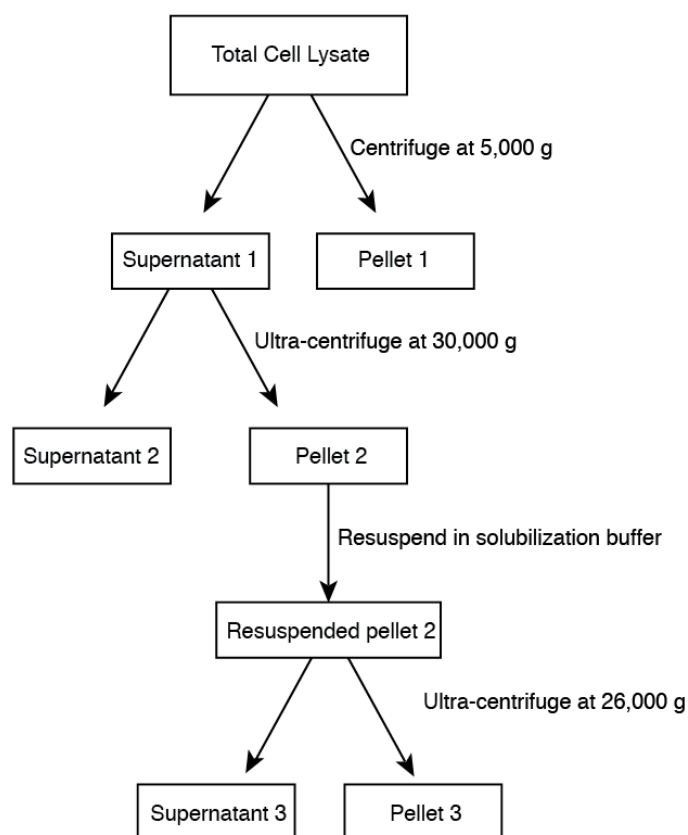 Total Cell Lysate
Centrifuge at 5,000 g
Supernatant 1
Pellet 1
Ultra-centrifuge at 30,000 g
Supernatant 2
Pellet 2
Resuspend in solubilization buffer
Resuspended pellet 2
Ultra-centrifuge at 26,000 g
Supernatant 3
Pellet 3